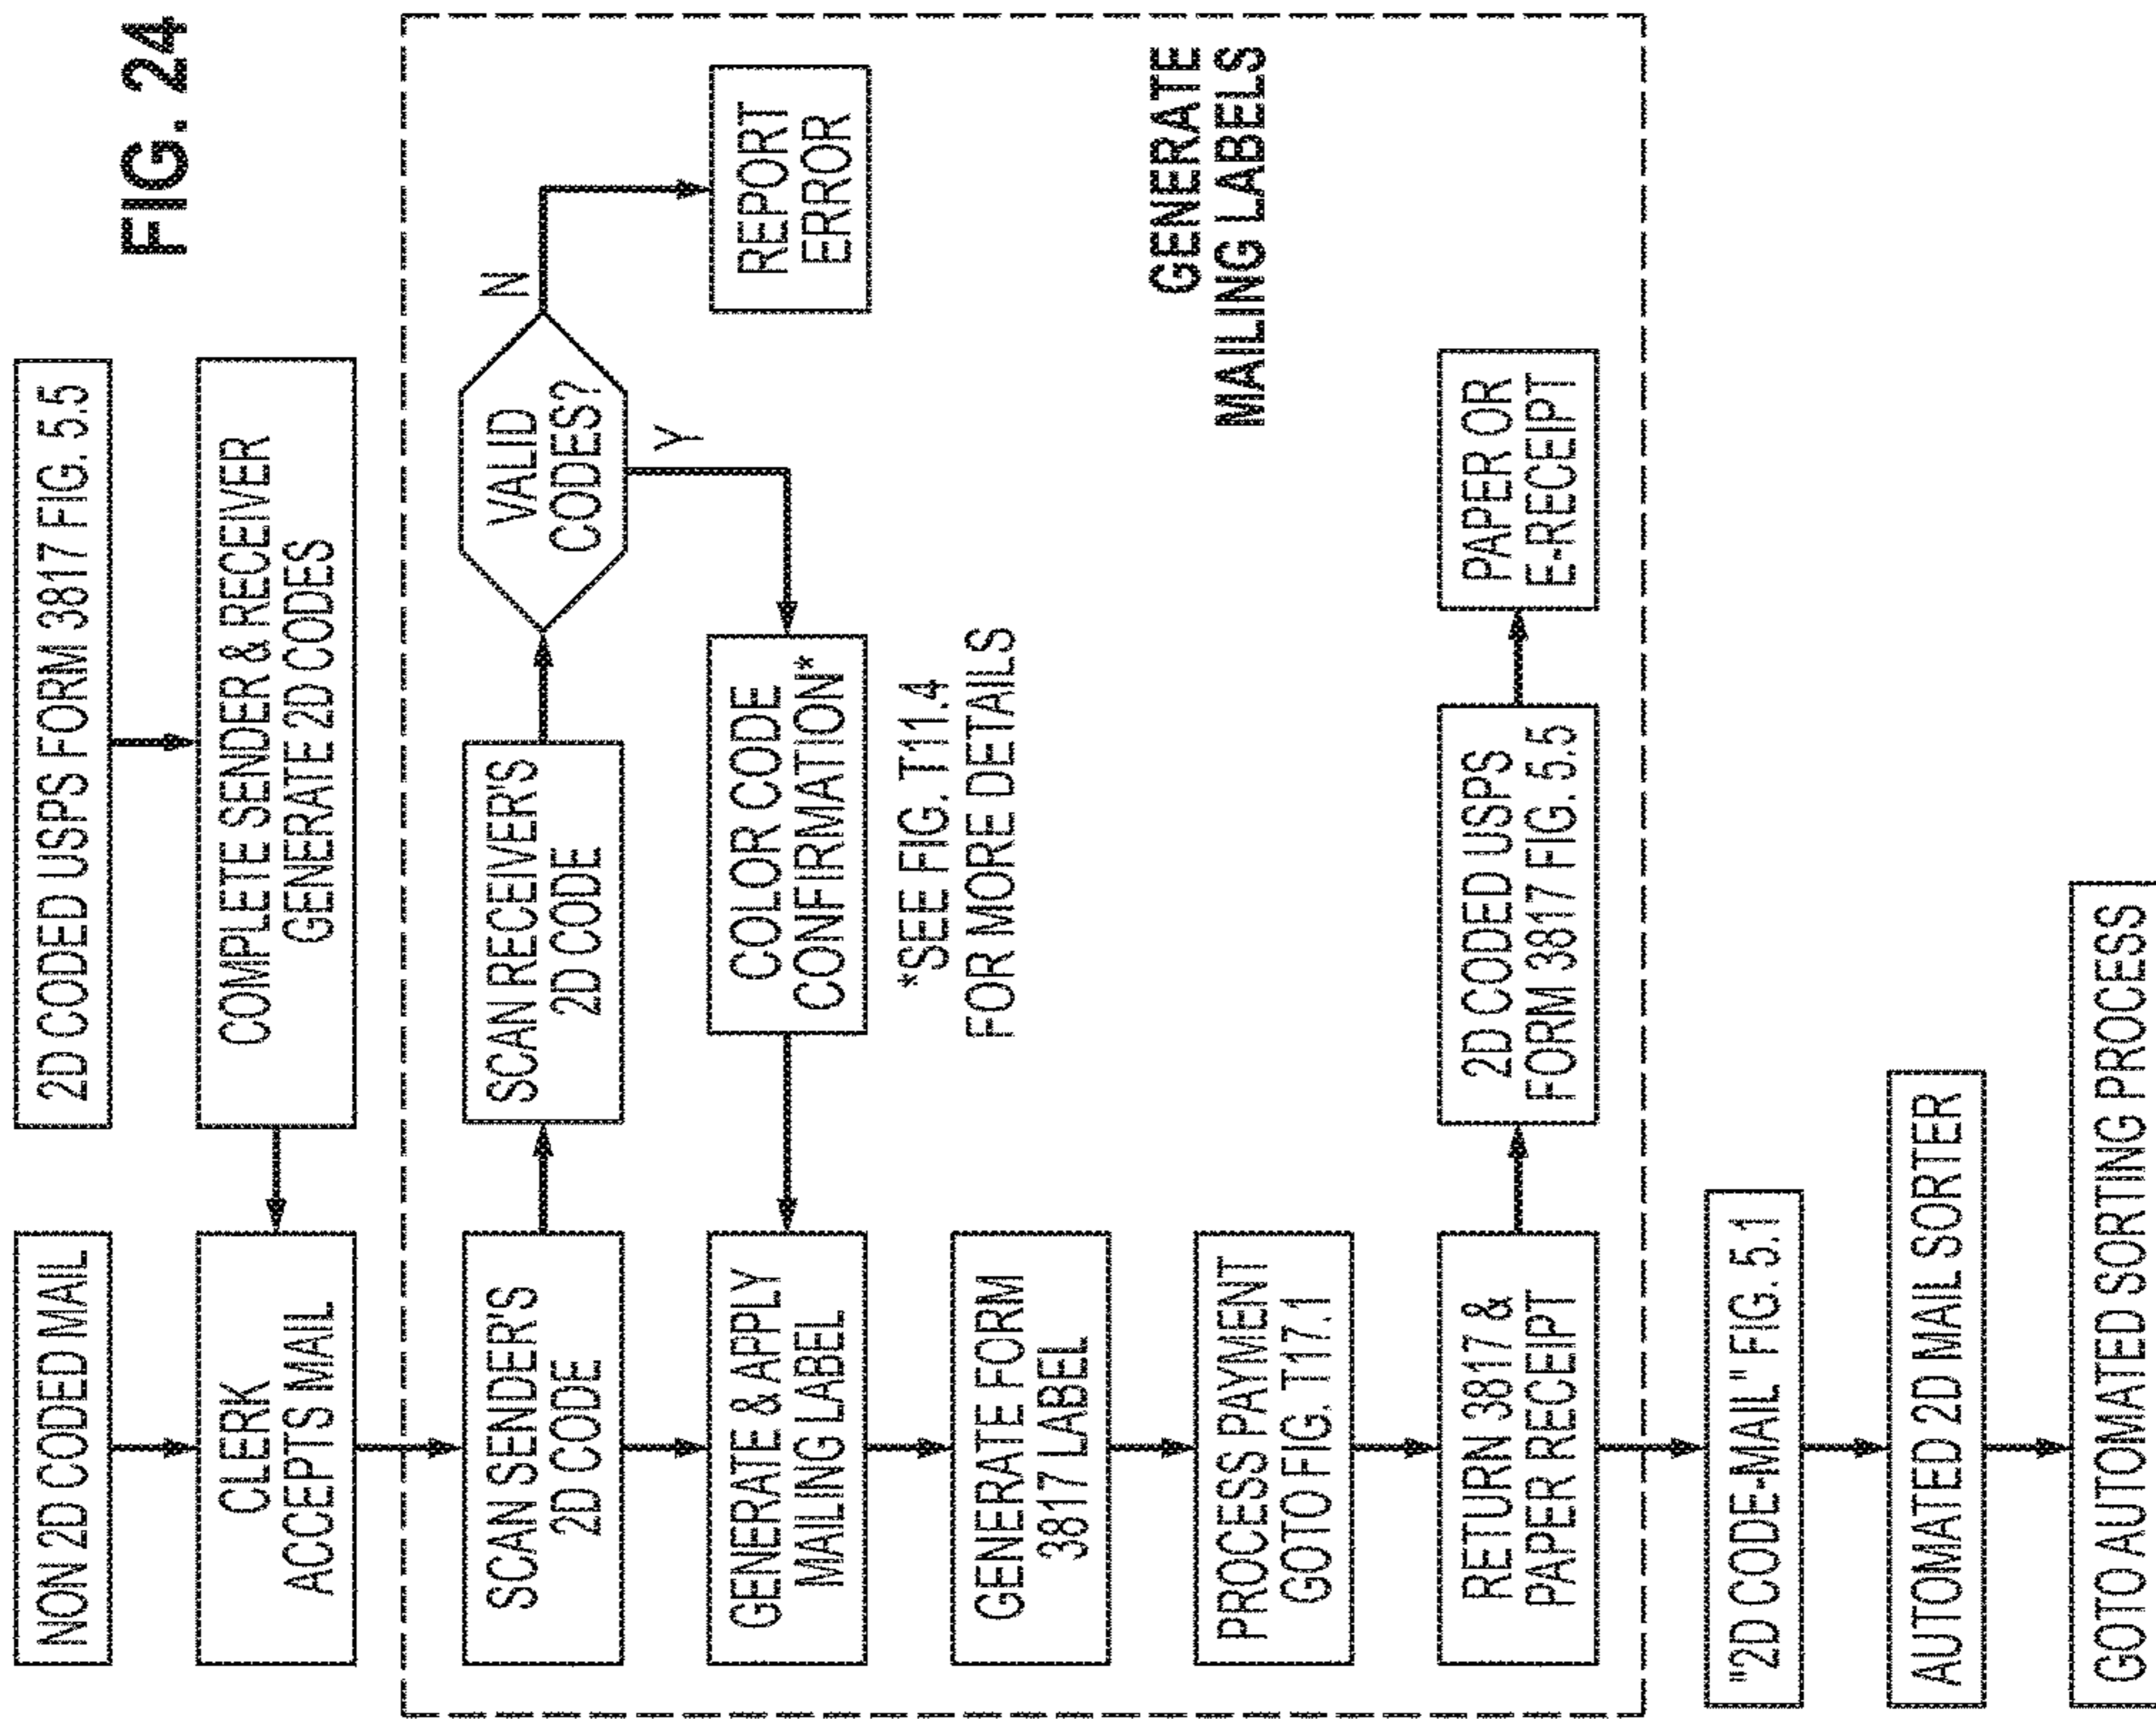 FIG. 24
NON 2D CODED MAIL
2D CODED USPS FORM 3817 FIG. 5.5
CLERK
ACCEPTS MAIL
COMPLETE SENDER & RECEIVER
GENERATE 2D CODES
SCAN SENDER'S
2D CODE
SCAN RECEIVER'S
2D CODE
VALID
CODES?
N
Y
REPORT
ERROR
GENERATE & APPLY
MAILING LABEL
COLOR CODE
CONFIRMATION*
*SEE FIG. T11.4
FOR MORE DETAILS
GENERATE FORM
3817 LABEL
GENERATE
MAILING LABELS
PROCESS PAYMENT
GOTO FIG. T17.1
RETURN 3817 &
PAPER RECEIPT
2D CODED USPS
FORM 3817 FIG. 5.5
PAPER OR
E-RECEIPT
"2D CODE-MAIL" FIG. 5.1
AUTOMATED 2D MAIL SORTER
GOTO AUTOMATED SORTING PROCESS